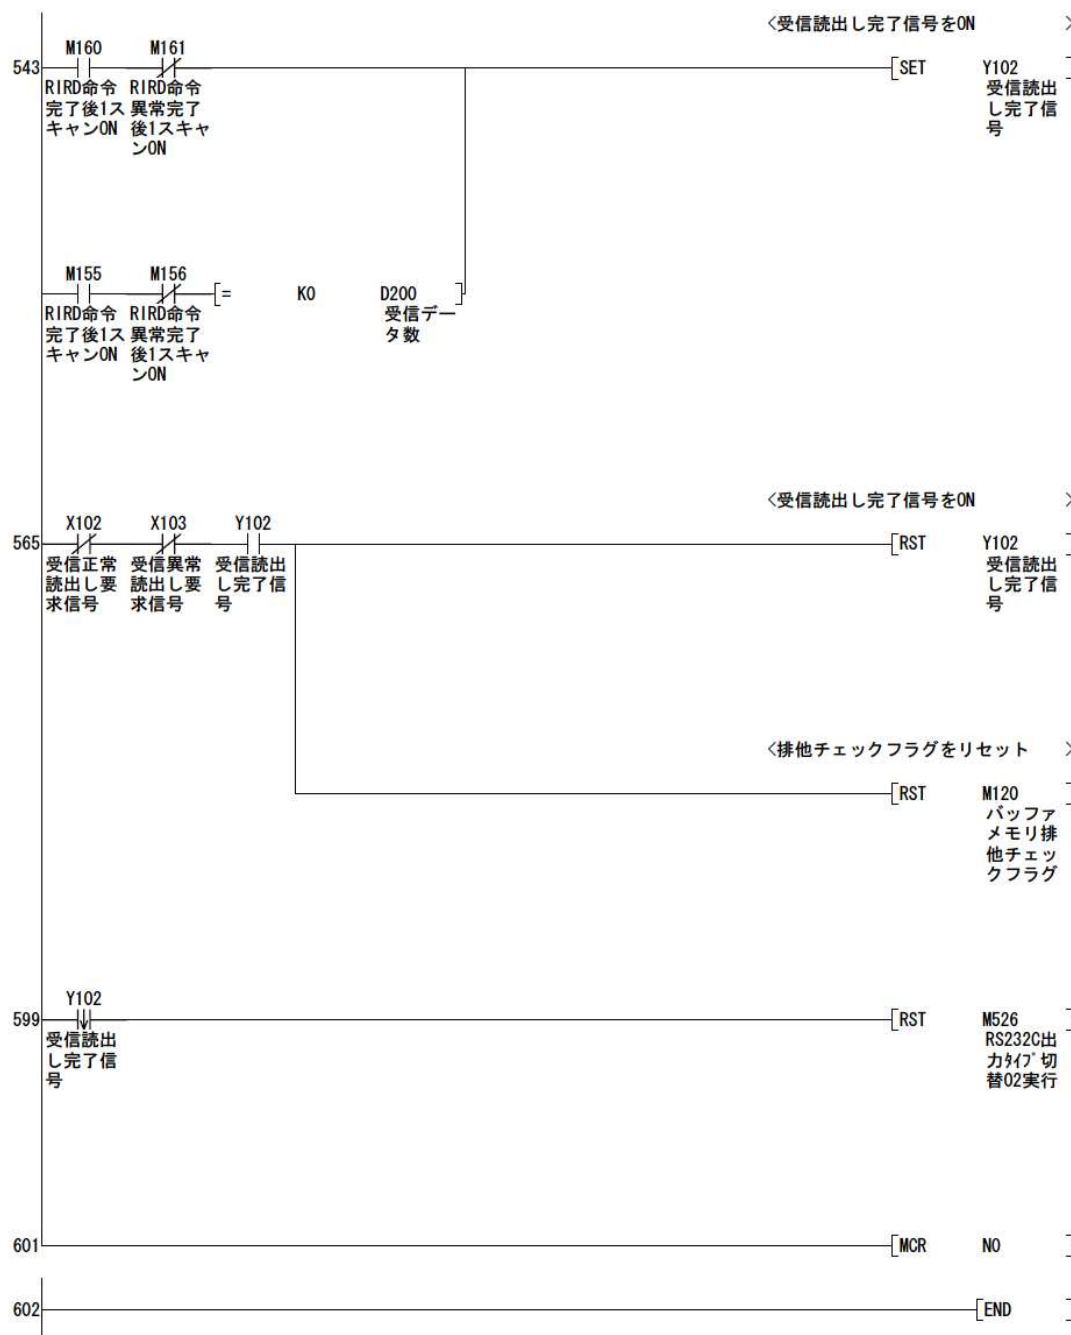 <受信読出し完了信号をON >
M160 M161
543 [SET Y102 ]
RIRD命令 RIRD命令 受信読出
完了後1ス 異常完了 し完了信
キャンON 後1スキャ 号
ンON
M155 M156
[= K0 D200 ]
RIRD命令 RIRD命令 受信デー
完了後1ス 異常完了 タ数
キャンON 後1スキャ
ンON
<受信読出し完了信号をON >
X102 X103 Y102
565 [RST Y102 ]
受信正常 受信異常 受信読出 受信読出
読出し要 読出し要 し完了信 し完了信
求信号 求信号 号 号
<排他チェックフラグをリセット >
[RST M120 ]
バッファ
メモリ排
他チェッ
クフラグ
Y102
599 [RST M526 ]
受信読出 RS232C出
し完了信 力ﾀｲﾌﾟ切
号 替02実行
601 [MCR N0 ]
602 [END ]